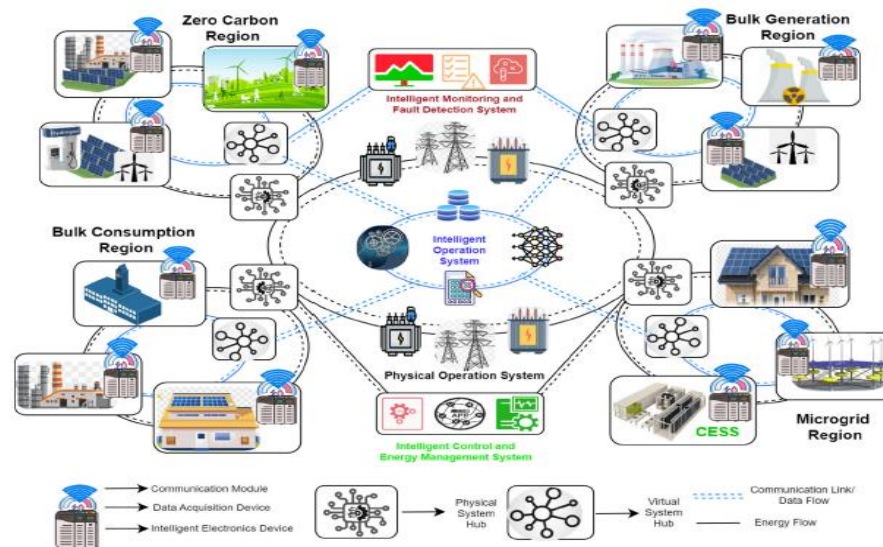 Zero Carbon
Region
Bulk Generation
Region
Intelligent Monitoring and
Fault Detection System
Hydrogen
Bulk Consumption
Region
Intelligent
Operation
System
Physical Operation System
APP
Intelligent Control and
Energy Management System
CESS
Microgrid
Region
Communication Module
Data Acquisition Device
Intelligent Electronics Device
Physical
System
Hub
Virtual
System
Hub
Communication Link/
Data Flow
Energy Flow